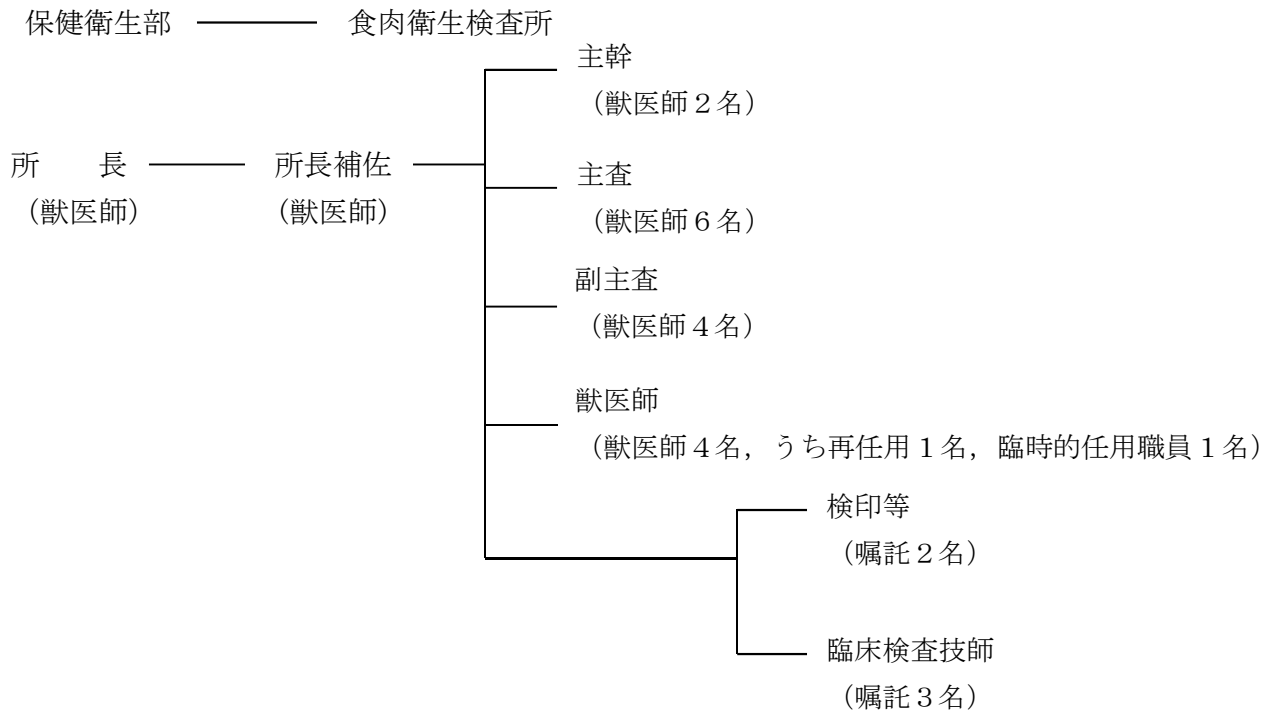 保健衛生部 食肉衛生検査所
主幹
（獣医師２名）
所　　長 所長補佐
（獣医師） （獣医師）
主査
（獣医師６名）
副主査
（獣医師４名）
獣医師
（獣医師４名，うち再任用１名，臨時的任用職員１名）
検印等
（嘱託２名）
臨床検査技師
（嘱託３名）